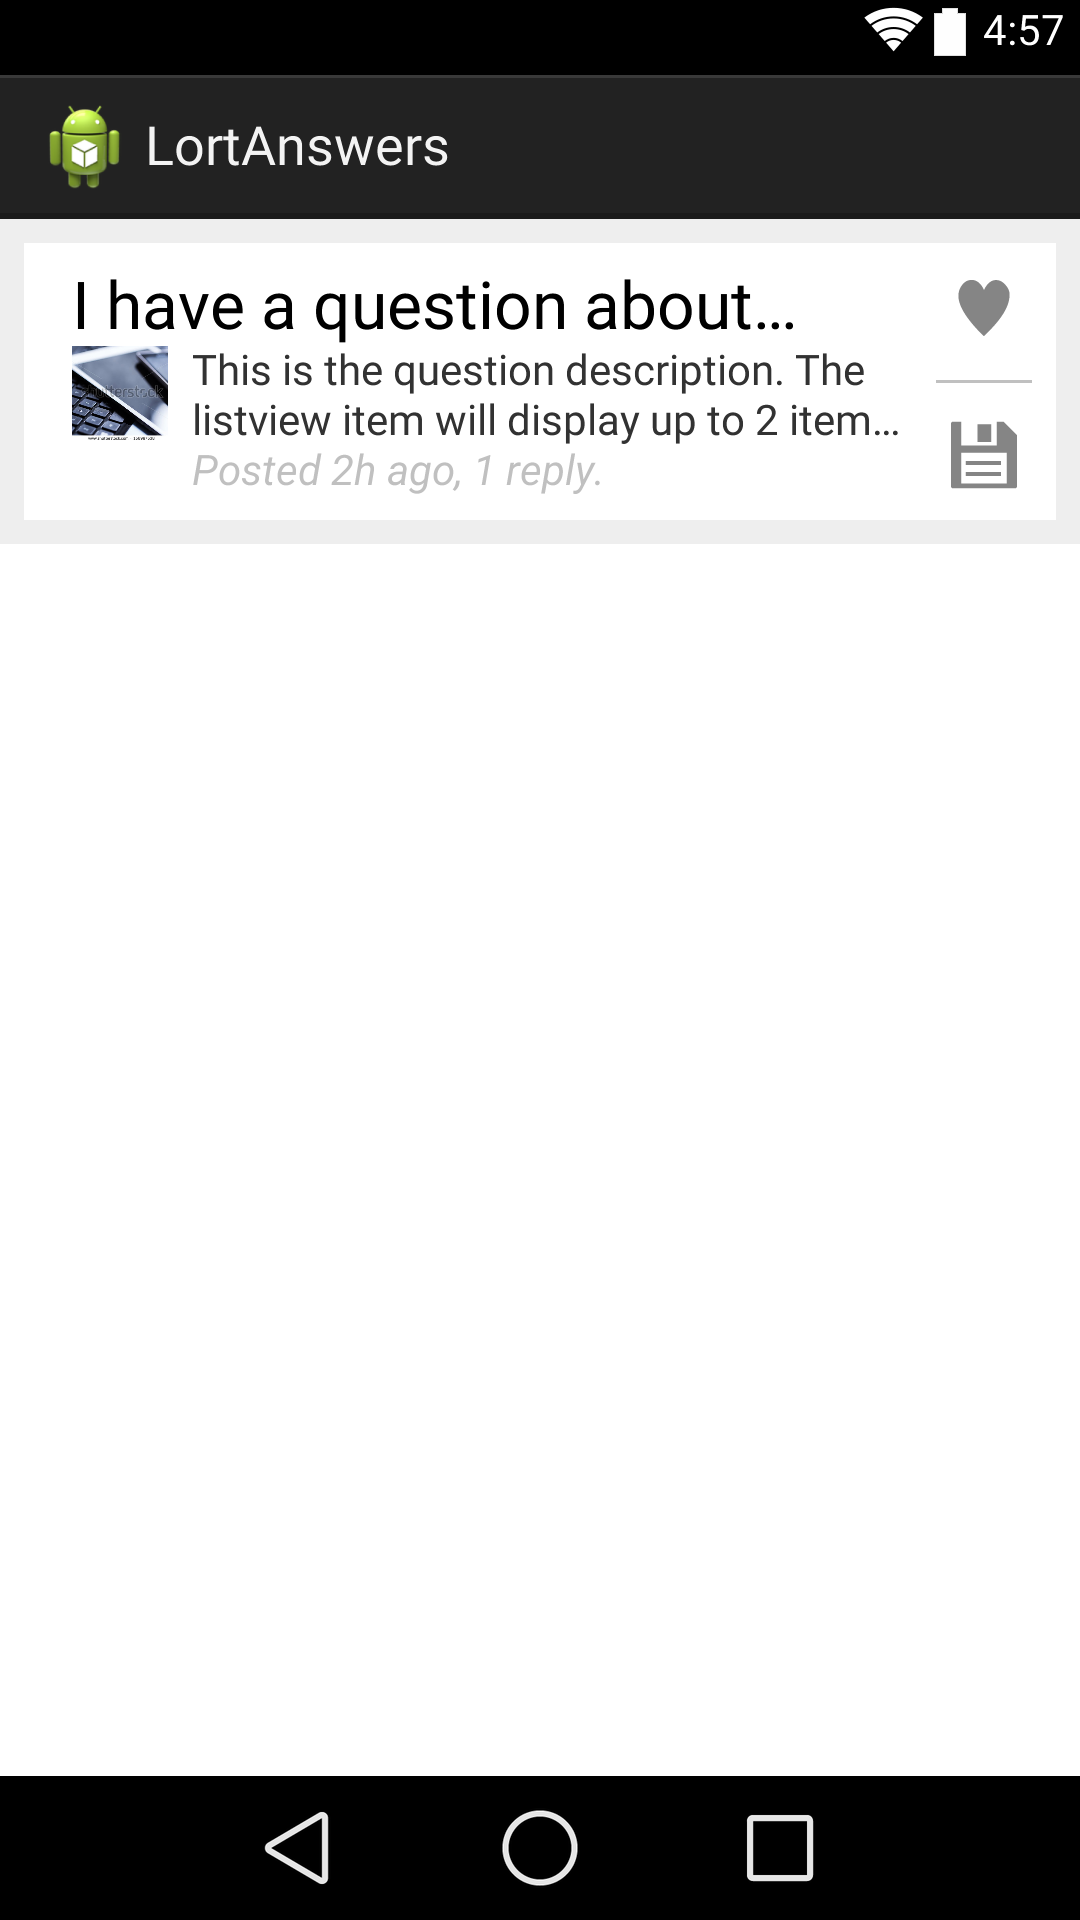 4:57
LortAnswers
I have a question about...
This is the question description. The
listview item will display up to 2 item...
shutterstock
Posted 2h ago, 1 reply.